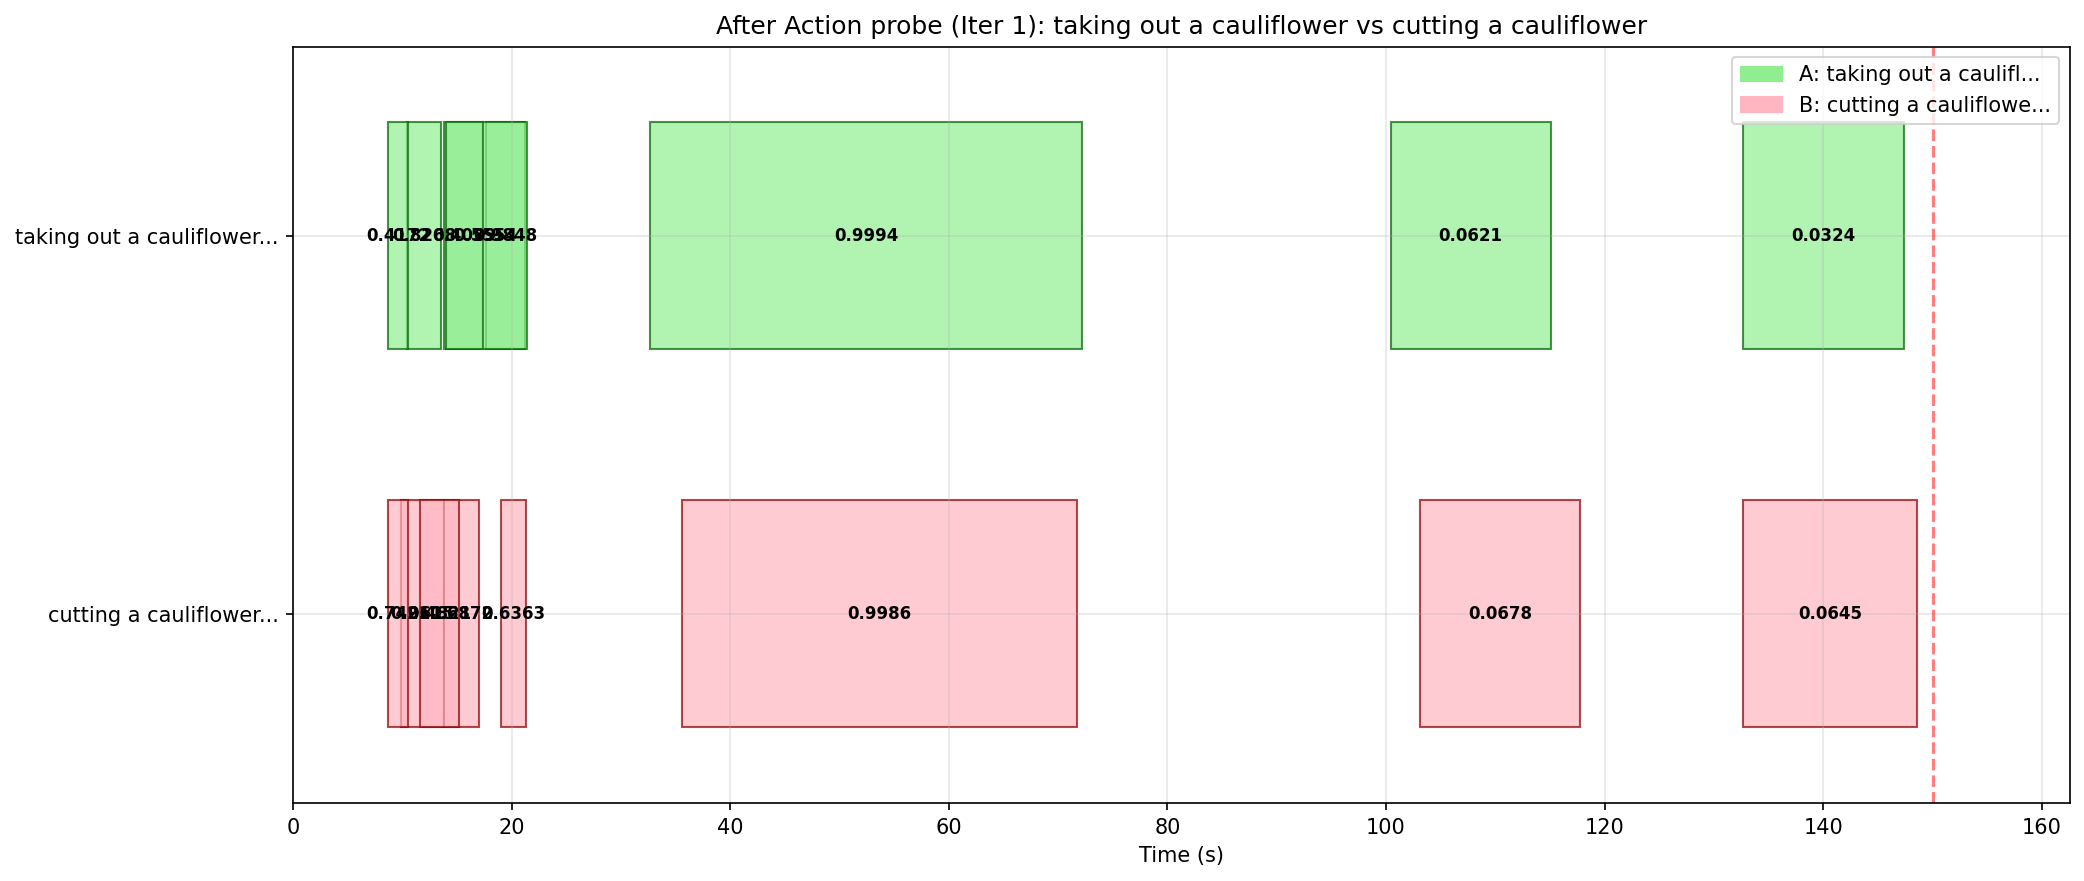 After Action probe (Iter 1): taking out a cauliflower vs cutting a cauliflower
A: taking out a caulifl...
B: cutting a cauliflowe...
taking out a cauliflower...
0.9994
0.0621
0.0324
cutting a cauliflower...
0.6363
0.9986
0.0678
0.0645
0 20 40 60 80 100 120 140 160
Time (s)